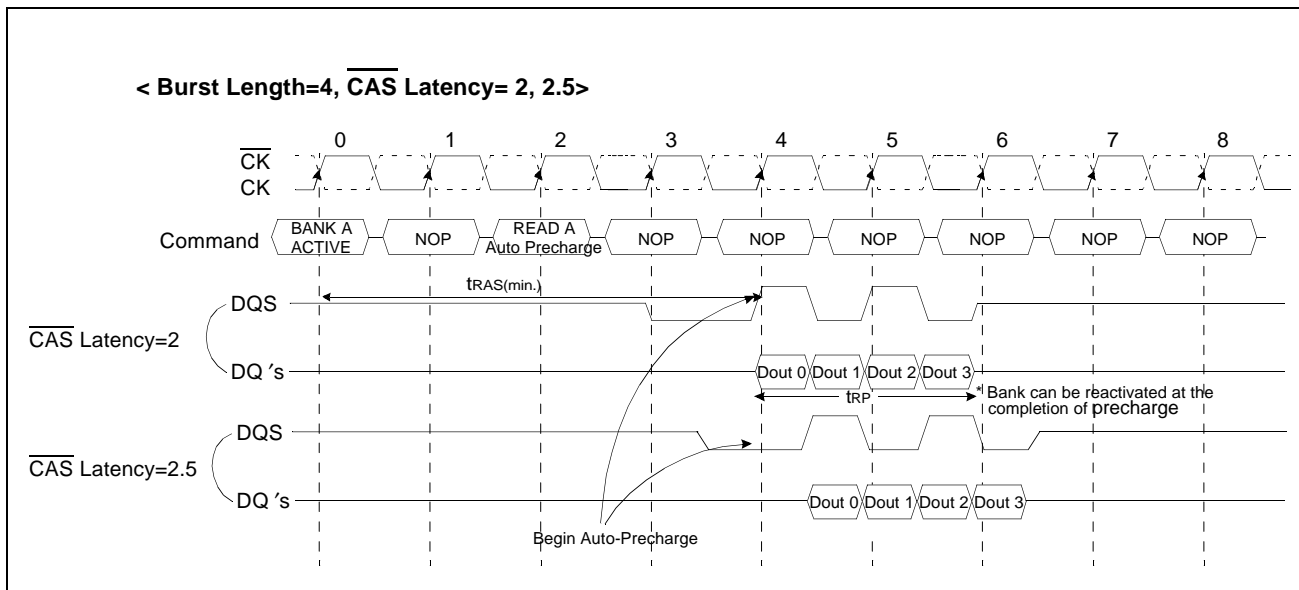 < Burst Length=4, CAS Latency= 2, 2.5>
0 1 2 3 4 5 6 7 8
CK
CK
Command
BANK A
ACTIVE
NOP
READ A
Auto Precharge
NOP
NOP
NOP
NOP
NOP
NOP
tRAS(min.)
DQS
CAS Latency=2
DQ 's
Dout 0 Dout 1 Dout 2 Dout 3
tRP
* Bank can be reactivated at the
completion of precharge
DQS
CAS Latency=2.5
DQ 's
Dout 0 Dout 1 Dout 2 Dout 3
Begin Auto-Precharge